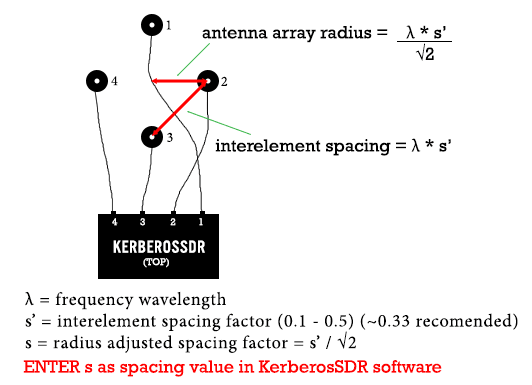 1
antenna array radius = λ * s'
√2
4
2
3
interelement spacing = λ * s'
4 3 2 1
KERBEROSSDR
(TOP)
λ = frequency wavelength
s' = interelement spacing factor (0.1 - 0.5) (~0.33 recomended)
s = radius adjusted spacing factor = s' / √2
ENTER s as spacing value in KerberosSDR software